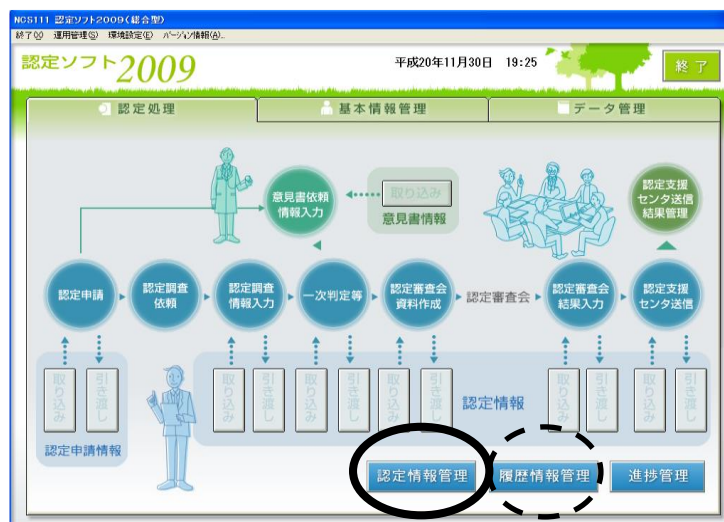 NCS111 認定ソフト2009(総合型)
終了(X) 運用管理(S) 環境設定(E) バージョン情報(A)...
認定ソフト2009
平成20年11月30日 19:25
終了
認定処理
基本情報管理
データ管理
意見書依頼
情報入力
取り込み
意見書情報
認定支援
センタ送信
結果管理
認定申請
認定調査
依頼
認定調査
情報入力
一次判定等
認定審査会
資料作成
認定審査会
認定審査会
結果入力
認定支援
センタ送信
取り込み
引き渡し
取り込み
引き渡し
取り込み
引き渡し
取り込み
引き渡し
認定情報
取り込み
引き渡し
取り込み
引き渡し
認定申請情報
認定情報管理
履歴情報管理
進捗管理